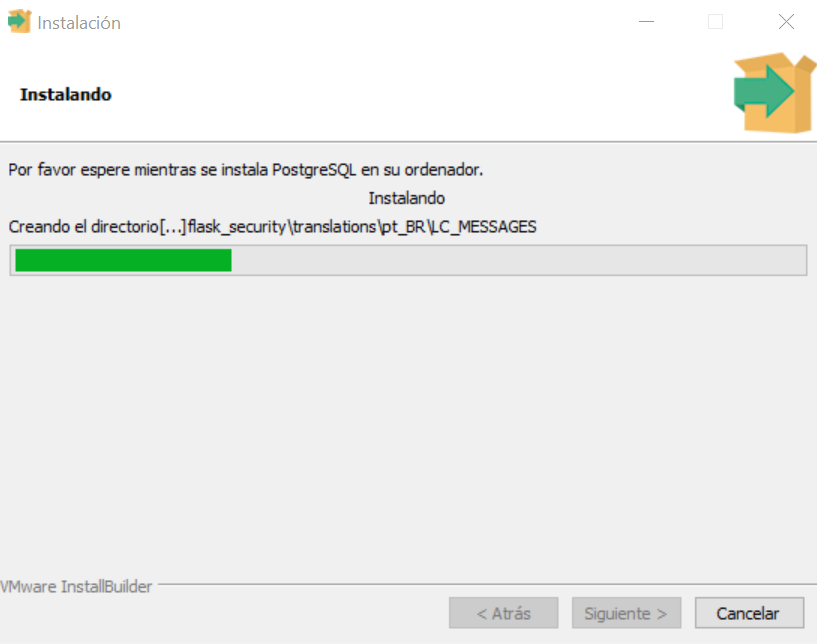 Instalación
Instalando
Por favor espere mientras se instala PostgreSQL en su ordenador.
Instalando
Creando el directorio[...]flask_security\translations\pt_BR\LC_MESSAGES
VMware InstallBuilder
< Atrás
Siguiente >
Cancelar